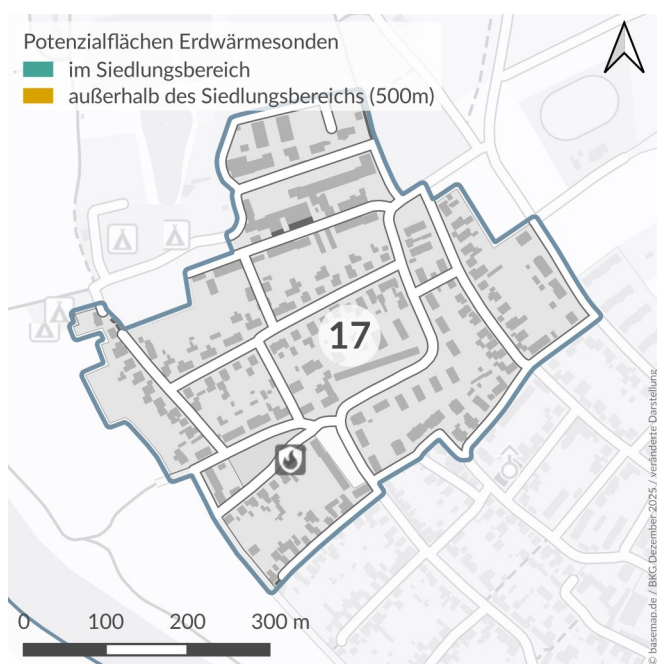 Potenzialflächen Erdwärmesonden
im Siedlungsbereich
außerhalb des Siedlungsbereichs (500m)
17
0 100 200 300 m
© basemap.de / BKG Dezember 2025 / veränderte Darstellung